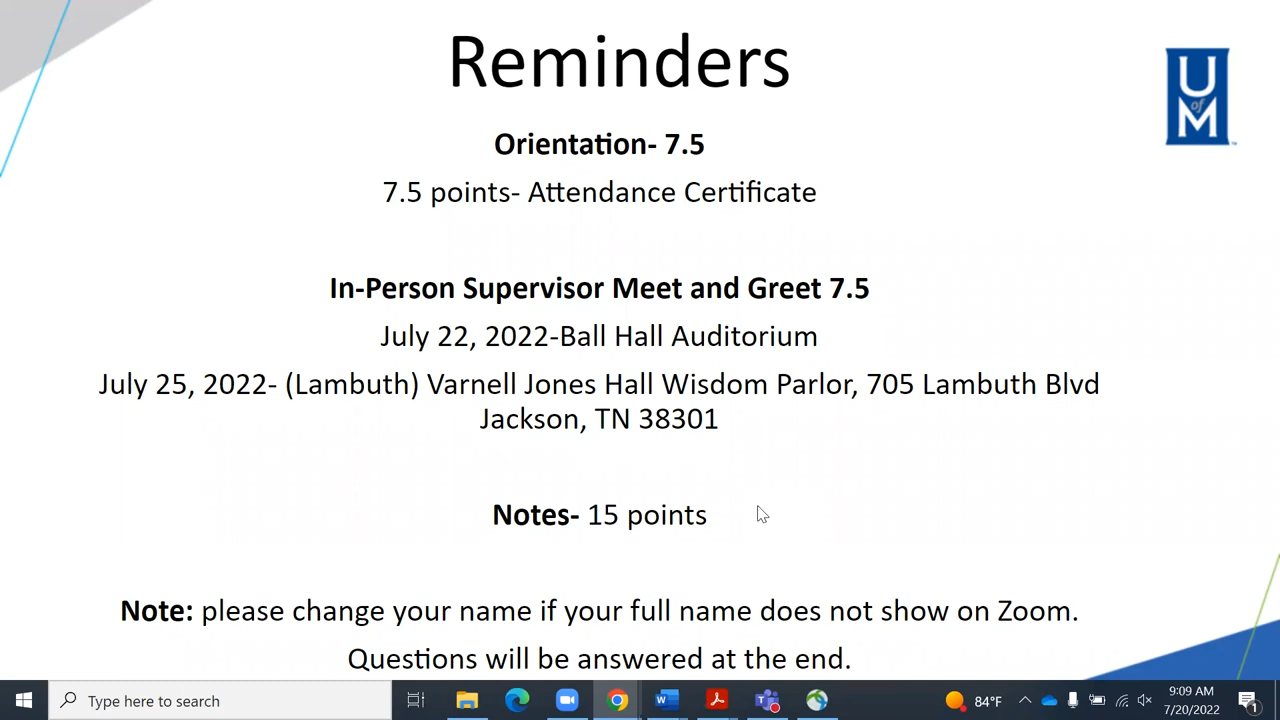 Reminders
U
of
M
Orientation- 7.5
7.5 points- Attendance Certificate
In-Person Supervisor Meet and Greet 7.5
July 22, 2022-Ball Hall Auditorium
July 25, 2022- (Lambuth) Varnell Jones Hall Wisdom Parlor, 705 Lambuth Blvd
Jackson, TN 38301
Notes- 15 points
Note: please change your name if your full name does not show on Zoom.
Questions will be answered at the end.
Type here to search
84°F
9:09 AM
7/20/2022
1